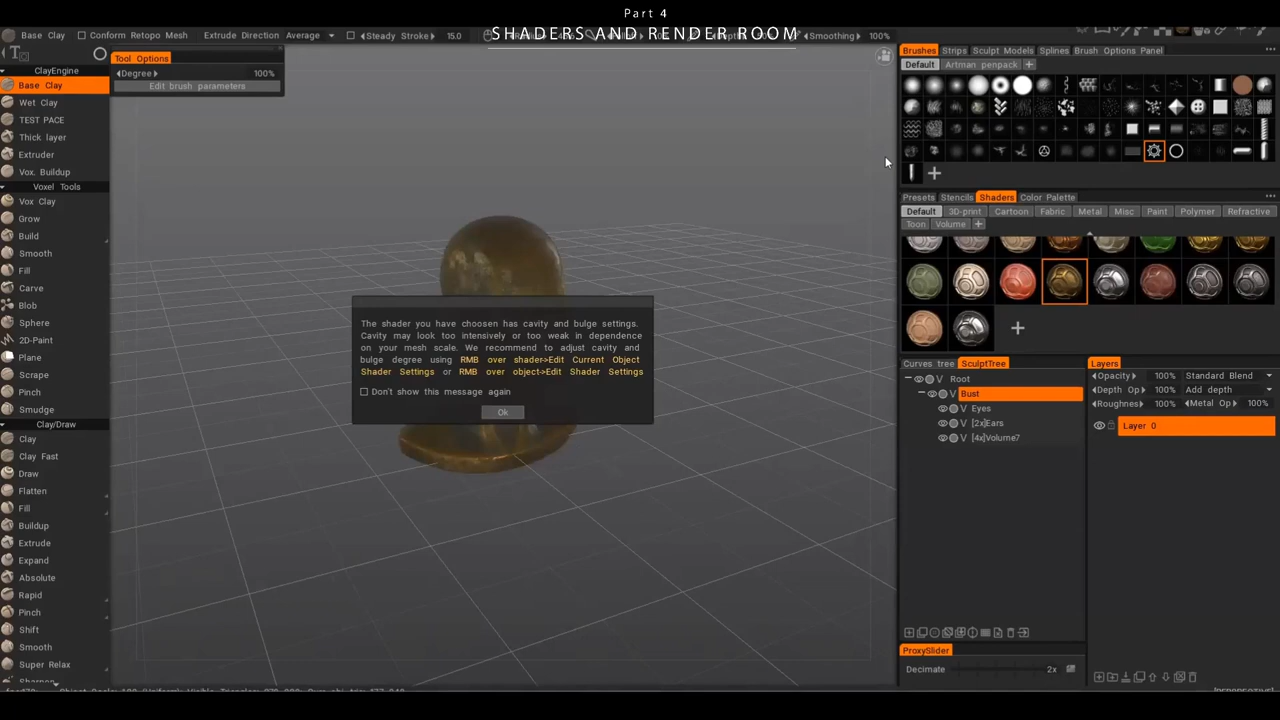 Part 4
SHADERS AND RENDER ROOM
Base Clay
Conform Retopo Mesh
Extrude Direction
Average
Steady Stroke
15.0
Smoothing
100%
Tool Options
Degree
100%
Edit brush parameters
ClayEngine
Base Clay
Wet Clay
TEST PACE
Thick layer
Extruder
Vox. Buildup
Voxel Tools
Vox Clay
Grow
Build
Smooth
Fill
Carve
Blob
Sphere
2D-Paint
Plane
Scrape
Pinch
Smudge
Clay/Draw
Clay
Clay Fast
Draw
Flatten
Fill
Buildup
Extrude
Expand
Absolute
Rapid
Pinch
Shift
Smooth
Super Relax
The shader you have choosen has cavity and bulge settings.
Cavity may look too intensively or too weak in dependence
on your mesh scale. We recommend to adjust cavity and
bulge degree using RMB over shader->Edit Current Object
Shader Settings or RMB over object->Edit Shader Settings
Don't show this message again
Ok
Brushes Strips Sculpt Models Splines Brush Options Panel
Default Artman penpack
Presets Stencils Shaders Color Palette
Default 3D-print Cartoon Fabric Metal Misc Paint Polymer Refractive
Toon Volume
Curves tree SculptTree
Root
V Bust
V Eyes
V [2x]Ears
V [4x]Volume7
Layers
Opacity 100% Standard Blend
Depth Op 100% Add depth
Roughness 100% Metal Op 100%
Layer 0
ProxySlider
Decimate 2x